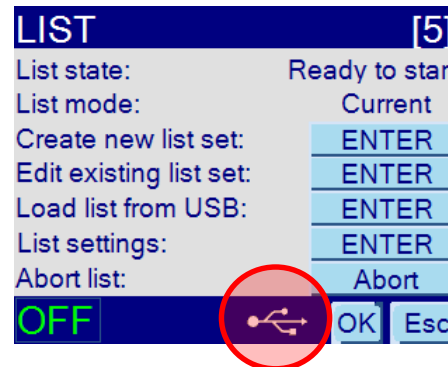 LIST [5]
List state: Ready to star
List mode: Current
Create new list set: ENTER
Edit existing list set: ENTER
Load list from USB: ENTER
List settings: ENTER
Abort list: Abort
OFF OK Esc